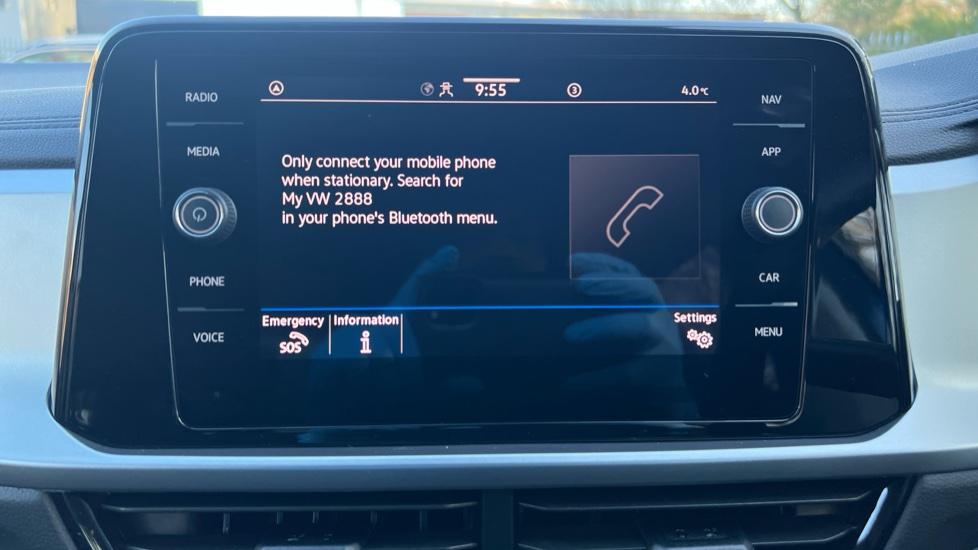 RADIO
MEDIA
PHONE
VOICE
9:55
3
4.0°C
Only connect your mobile phone
when stationary. Search for
My VW 2888
in your phone's Bluetooth menu.
Emergency
SOS
Information
i
Settings
NAV
APP
CAR
MENU